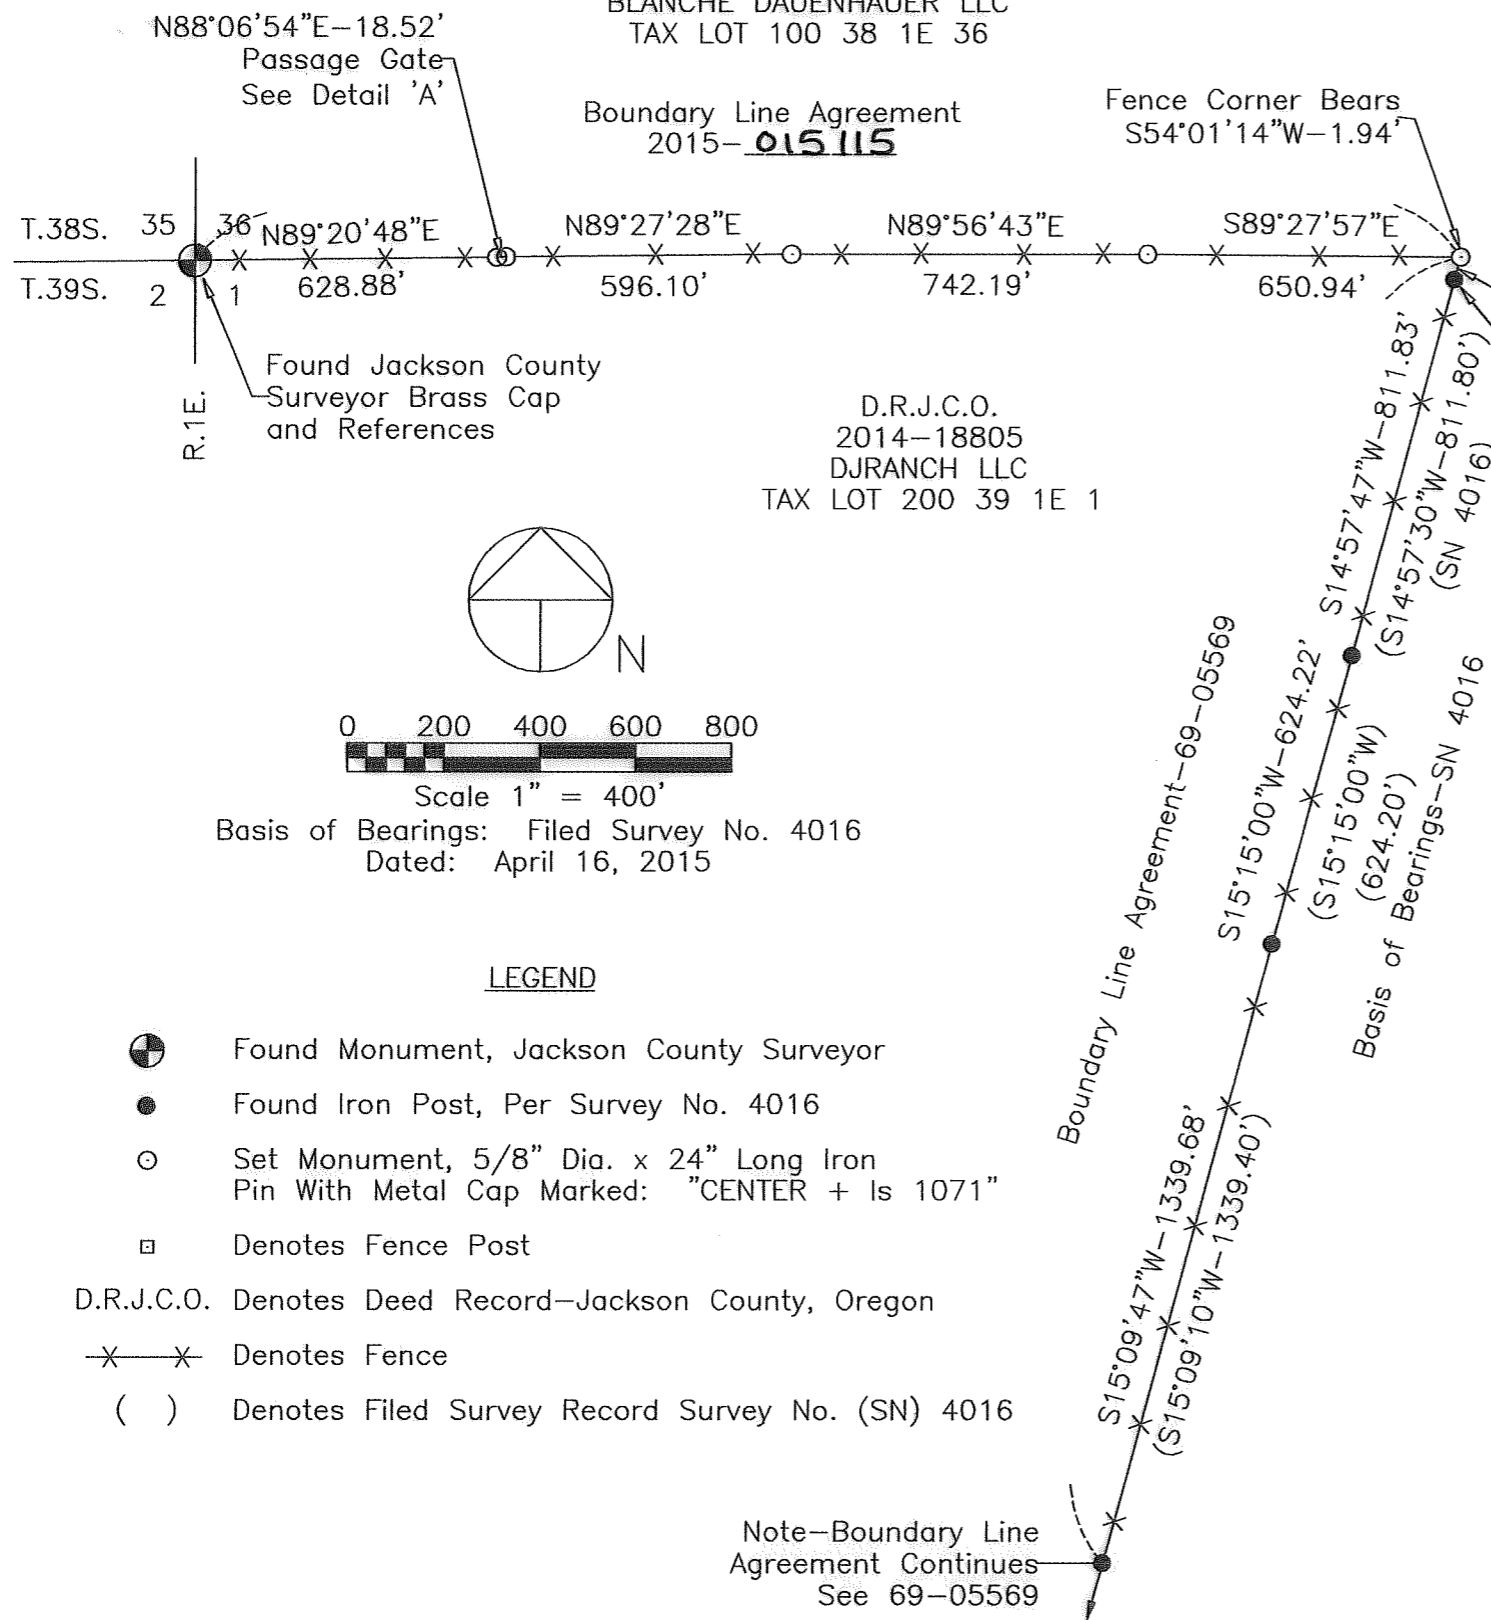 BLANCHE DAUENHAUER LLC
TAX LOT 100 38 1E 36
N88°06'54"E-18.52'
Passage Gate
See Detail 'A'
Boundary Line Agreement
2015-015115
Fence Corner Bears
S54°01'14"W-1.94'
T.38S. 35 36
N89°20'48"E
N89°27'28"E
N89°56'43"E
S89°27'57"E
T.39S. 2 1
628.88'
596.10'
742.19'
650.94'
R.1E.
Found Jackson County
Surveyor Brass Cap
and References
D.R.J.C.O.
2014-18805
DJRANCH LLC
TAX LOT 200 39 1E 1
S14°57'47"W-811.83'
(S14°57'30"W-811.80')
(SN 4016)
N
0 200 400 600 800
Scale 1" = 400'
Basis of Bearings: Filed Survey No. 4016
Dated: April 16, 2015
Boundary Line Agreement-69-05569
S15°15'00"W-624.22'
(S15°15'00"W)
(624.20')
Basis of Bearings-SN 4016
LEGEND
Found Monument, Jackson County Surveyor
Found Iron Post, Per Survey No. 4016
Set Monument, 5/8" Dia. x 24" Long Iron
Pin With Metal Cap Marked: "CENTER + ls 1071"
Denotes Fence Post
D.R.J.C.O. Denotes Deed Record-Jackson County, Oregon
Denotes Fence
( ) Denotes Filed Survey Record Survey No. (SN) 4016
S15°09'47"W-1339.68'
(S15°09'10"W-1339.40')
Note-Boundary Line
Agreement Continues
See 69-05569